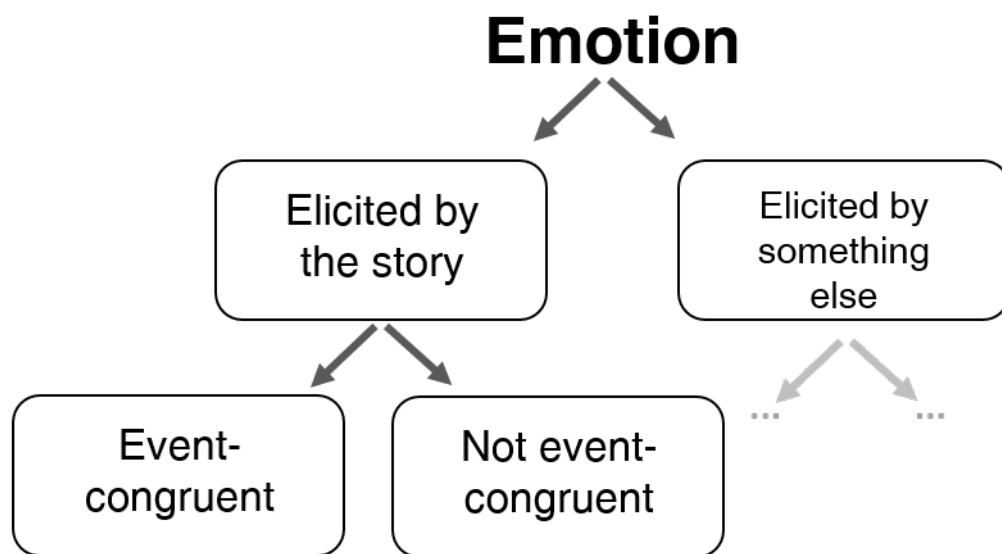 Emotion
Elicited by
the story
Elicited by
something
else
Event-
congruent
Not event-
congruent
...
...